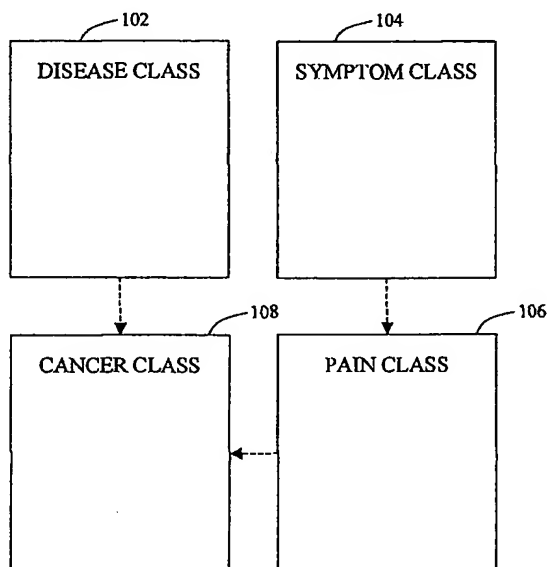 102
104
DISEASE CLASS
SYMPTOM CLASS
108
106
CANCER CLASS
PAIN CLASS